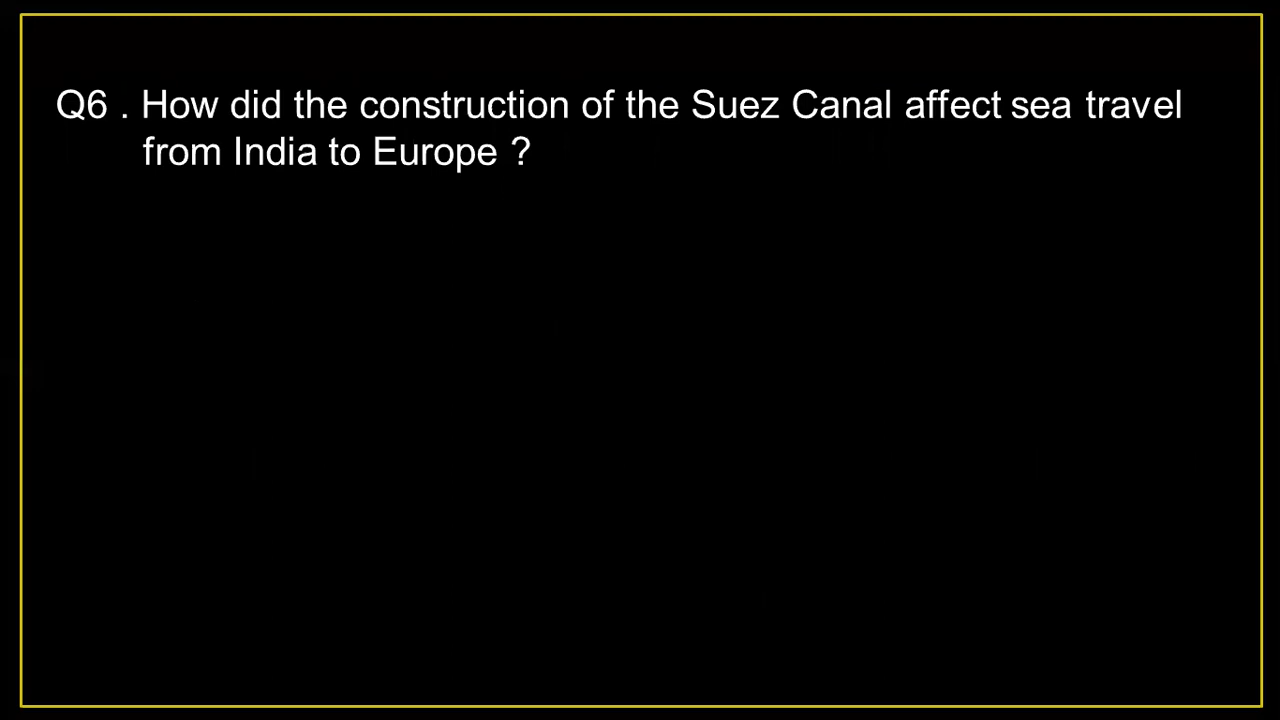 Q6 . How did the construction of the Suez Canal affect sea travel
from India to Europe ?